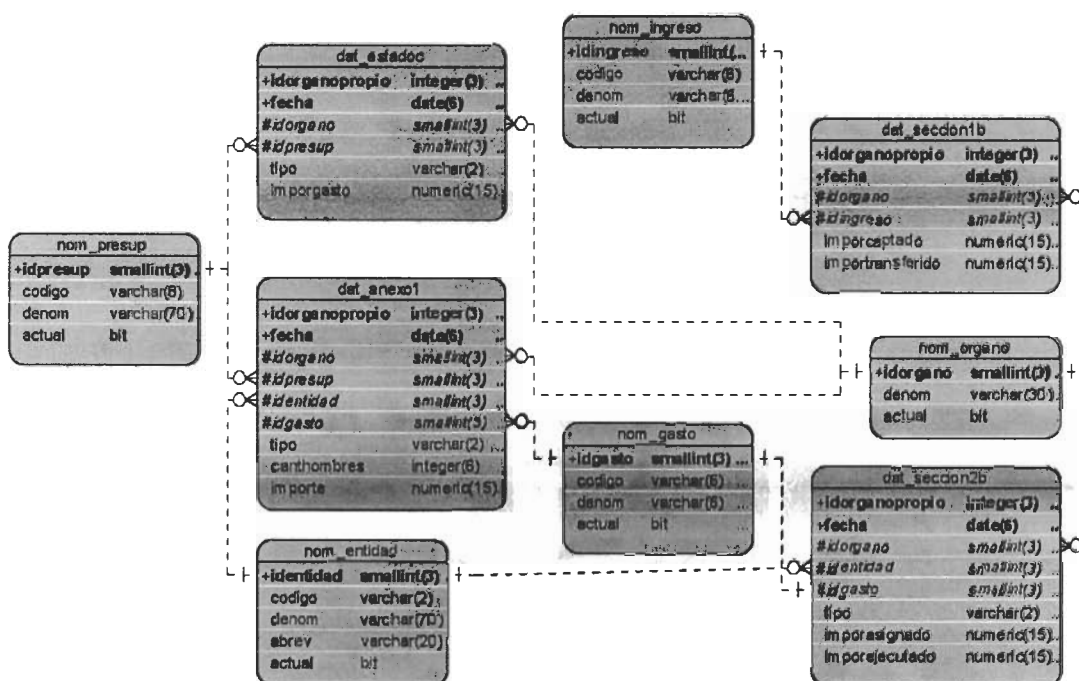 nom_ingreso
+idingreso smallint(...
codigo varchar(8)
denom varchar(8...
actual bit
dat_estadoc
+idorganopropio integer(3) ..
+fecha date(6) ..
#idorgano smallint(3) ..
#idpresup smallint(3) ..
tipo varchar(2)
imporgasto numeric(15)..
dat_seccion1b
+idorganopropio integer(3) ..
+fecha date(6) ..
#idorgano smallint(3) ..
#idingreso smallint(3) ..
imporcaptado numeric(15)..
importransferido numeric(15)..
nom_presup
+idpresup smallint(3) .
codigo varchar(8)
denom varchar(70)
actual bit
dat_anexo1
+idorganopropio integer(3) ..
+fecha date(6) ..
#idorgano smallint(3) ..
#idpresup smallint(3) ..
#identidad smallint(3) ..
#idgasto smallint(3) ..
tipo varchar(2) ..
canthombres integer(6) ..
importe numeric(15)..
nom_organo
+idorgano smallint(3) .
denom varchar(30)
actual bit
nom_gasto
+idgasto smallint(3) ...
codigo varchar(6) ...
denom varchar(6) ...
actual bit ...
dat_seccion2b
+idorganopropio integer(3) ..
+fecha date(6) ..
#idorgano smallint(3) ..
#identidad smallint(3) ..
#idgasto smallint(3) ..
tipo varchar(2) ..
imporasignado numeric(15)..
imporejeculado numeric(15)..
nom_entidad
+identidad smallint(3) .
codigo varchar(2)
denom varchar(70)
abrev varchar(20)
actual bit